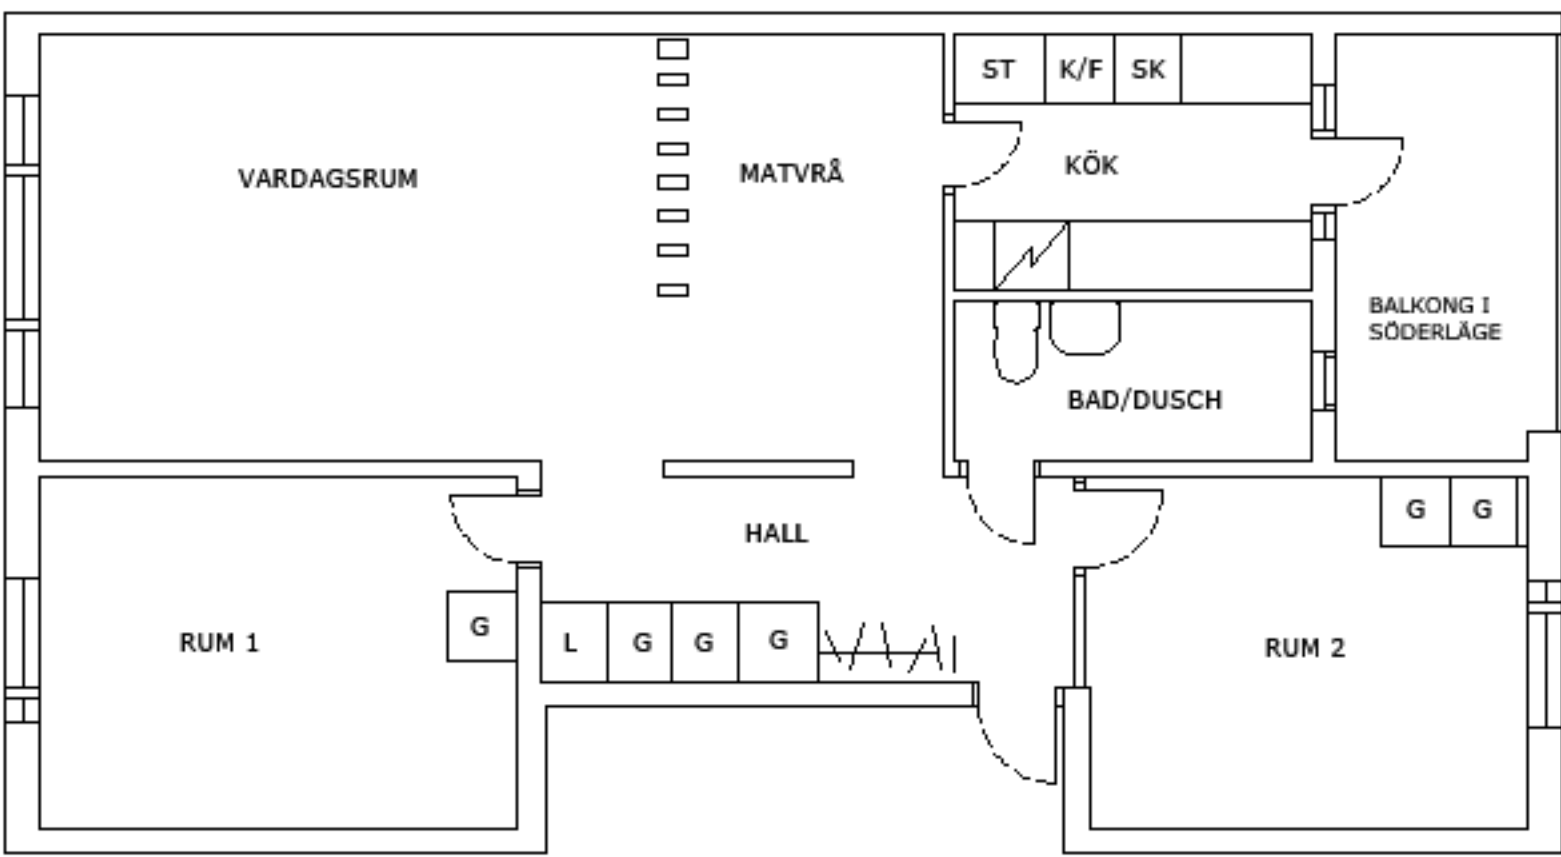 ST K/F SK
VARDAGSRUM
MATVRÅ
KÖK
BALKONG I
SÖDERLÄGE
BAD/DUSCH
G G
HALL
G
L G G G
RUM 1
RUM 2